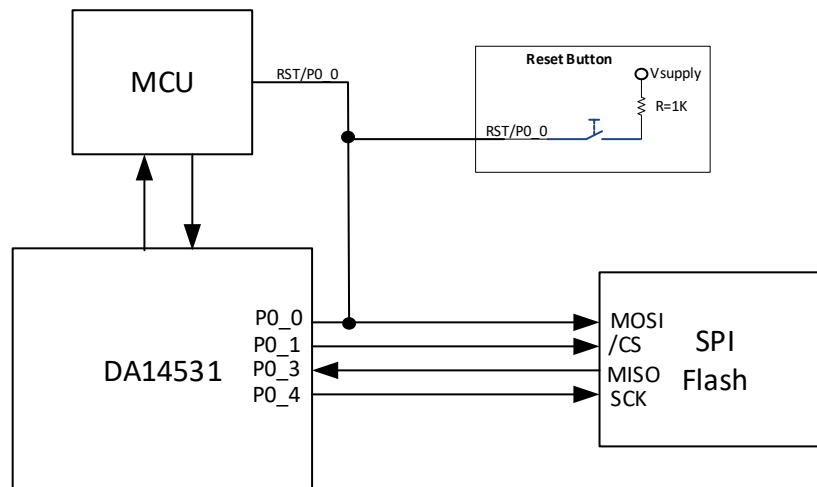 MCU
RST/P0_0
Reset Button
Vsupply
R=1K
RST/P0_0
DA14531
P0_0
P0_1
P0_3
P0_4
MOSI
/CS
MISO
SCK
SPI
Flash